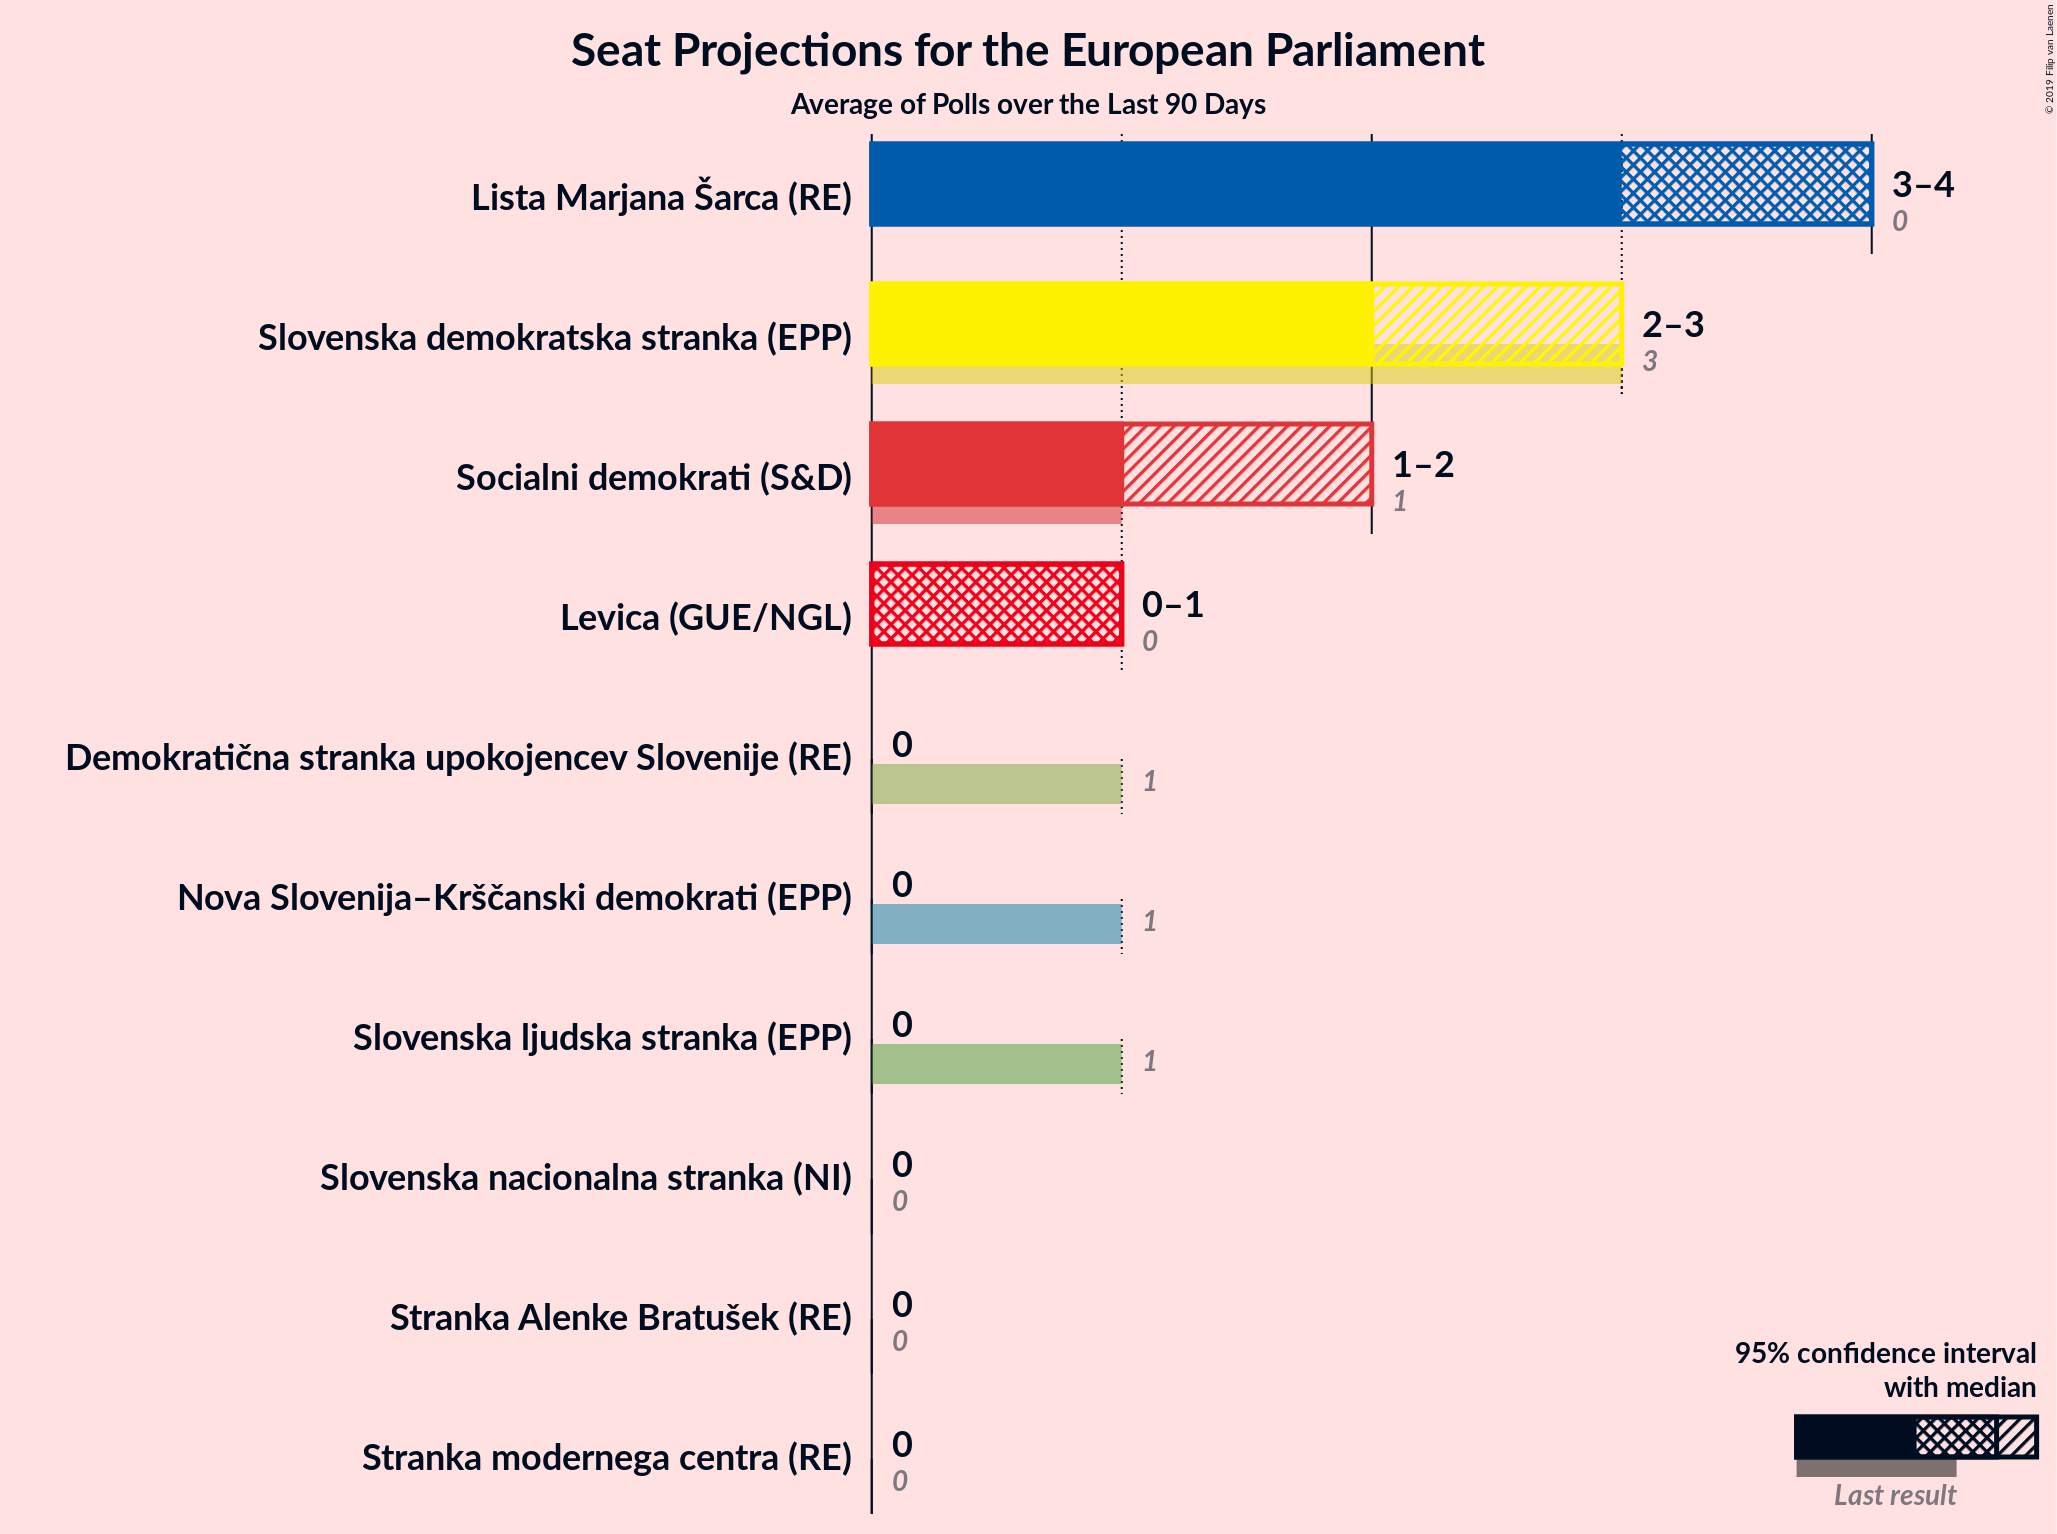 Seat Projections for the European Parliament
Average of Polls over the Last 90 Days
© 2019 Filip van Laenen
Lista Marjana Šarca (RE)
3–4
0
Slovenska demokratska stranka (EPP)
2–3
3
Socialni demokrati (S&D)
1–2
1
Levica (GUE/NGL)
0–1
0
Demokratična stranka upokojencev Slovenije (RE)
0
1
Nova Slovenija–Krščanski demokrati (EPP)
0
1
Slovenska ljudska stranka (EPP)
0
1
Slovenska nacionalna stranka (NI)
0
0
Stranka Alenke Bratušek (RE)
0
0
Stranka modernega centra (RE)
0
0
95% confidence interval
with median
Last result